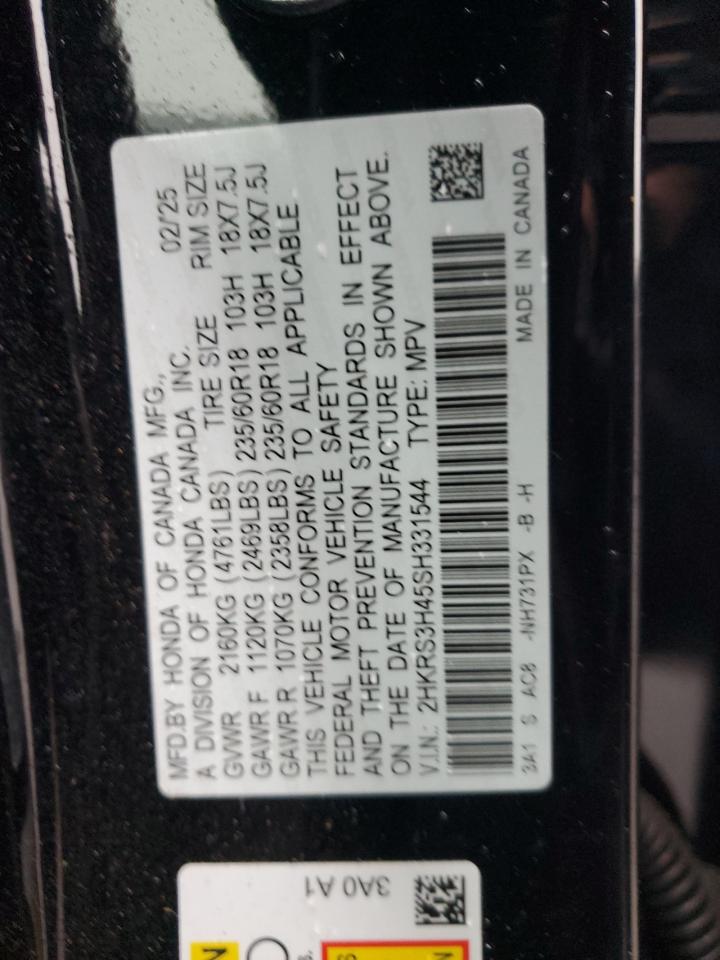 MFD.BY HONDA OF CANADA MFG., 02/25
A DIVISION OF HONDA CANADA INC.
GVWR 2160KG (4761LBS) TIRE SIZE RIM SIZE
GAWR F 1120KG (2469LBS) 235/60R18 103H 18X7.5J
GAWR R 1070KG (2358LBS) 235/60R18 103H 18X7.5J
THIS VEHICLE CONFORMS TO ALL APPLICABLE
FEDERAL MOTOR VEHICLE SAFETY
AND THEFT PREVENTION STANDARDS IN EFFECT
ON THE DATE OF MANUFACTURE SHOWN ABOVE.
V.I.N.: 2HKRS3H45SH331544 TYPE: MPV
3A1 S AC8 -NH731PX -B -H MADE IN CANADA
3A0 A1